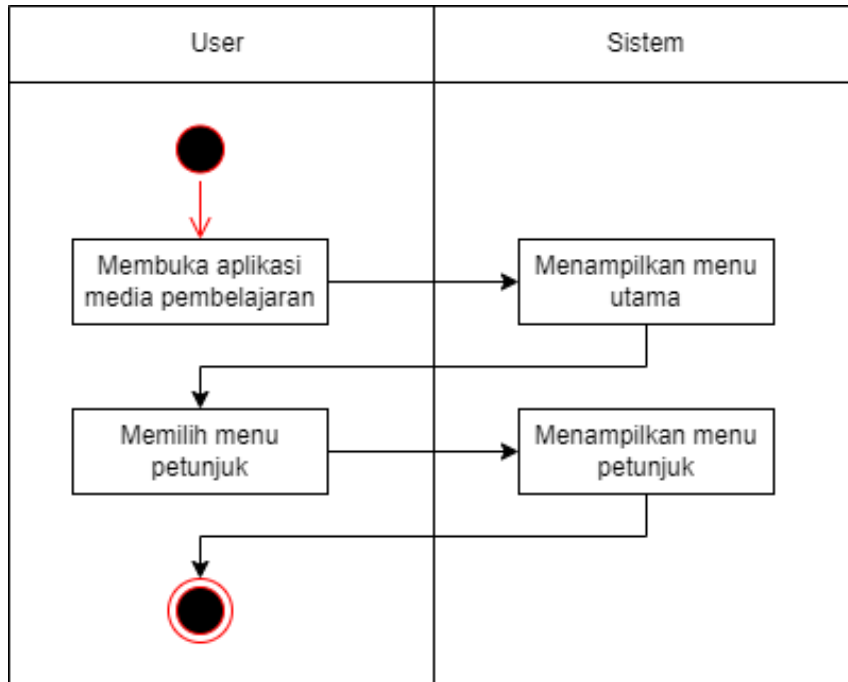 User
Sistem
Membuka aplikasi
media pembelajaran
Menampilkan menu
utama
Memilih menu
petunjuk
Menampilkan menu
petunjuk